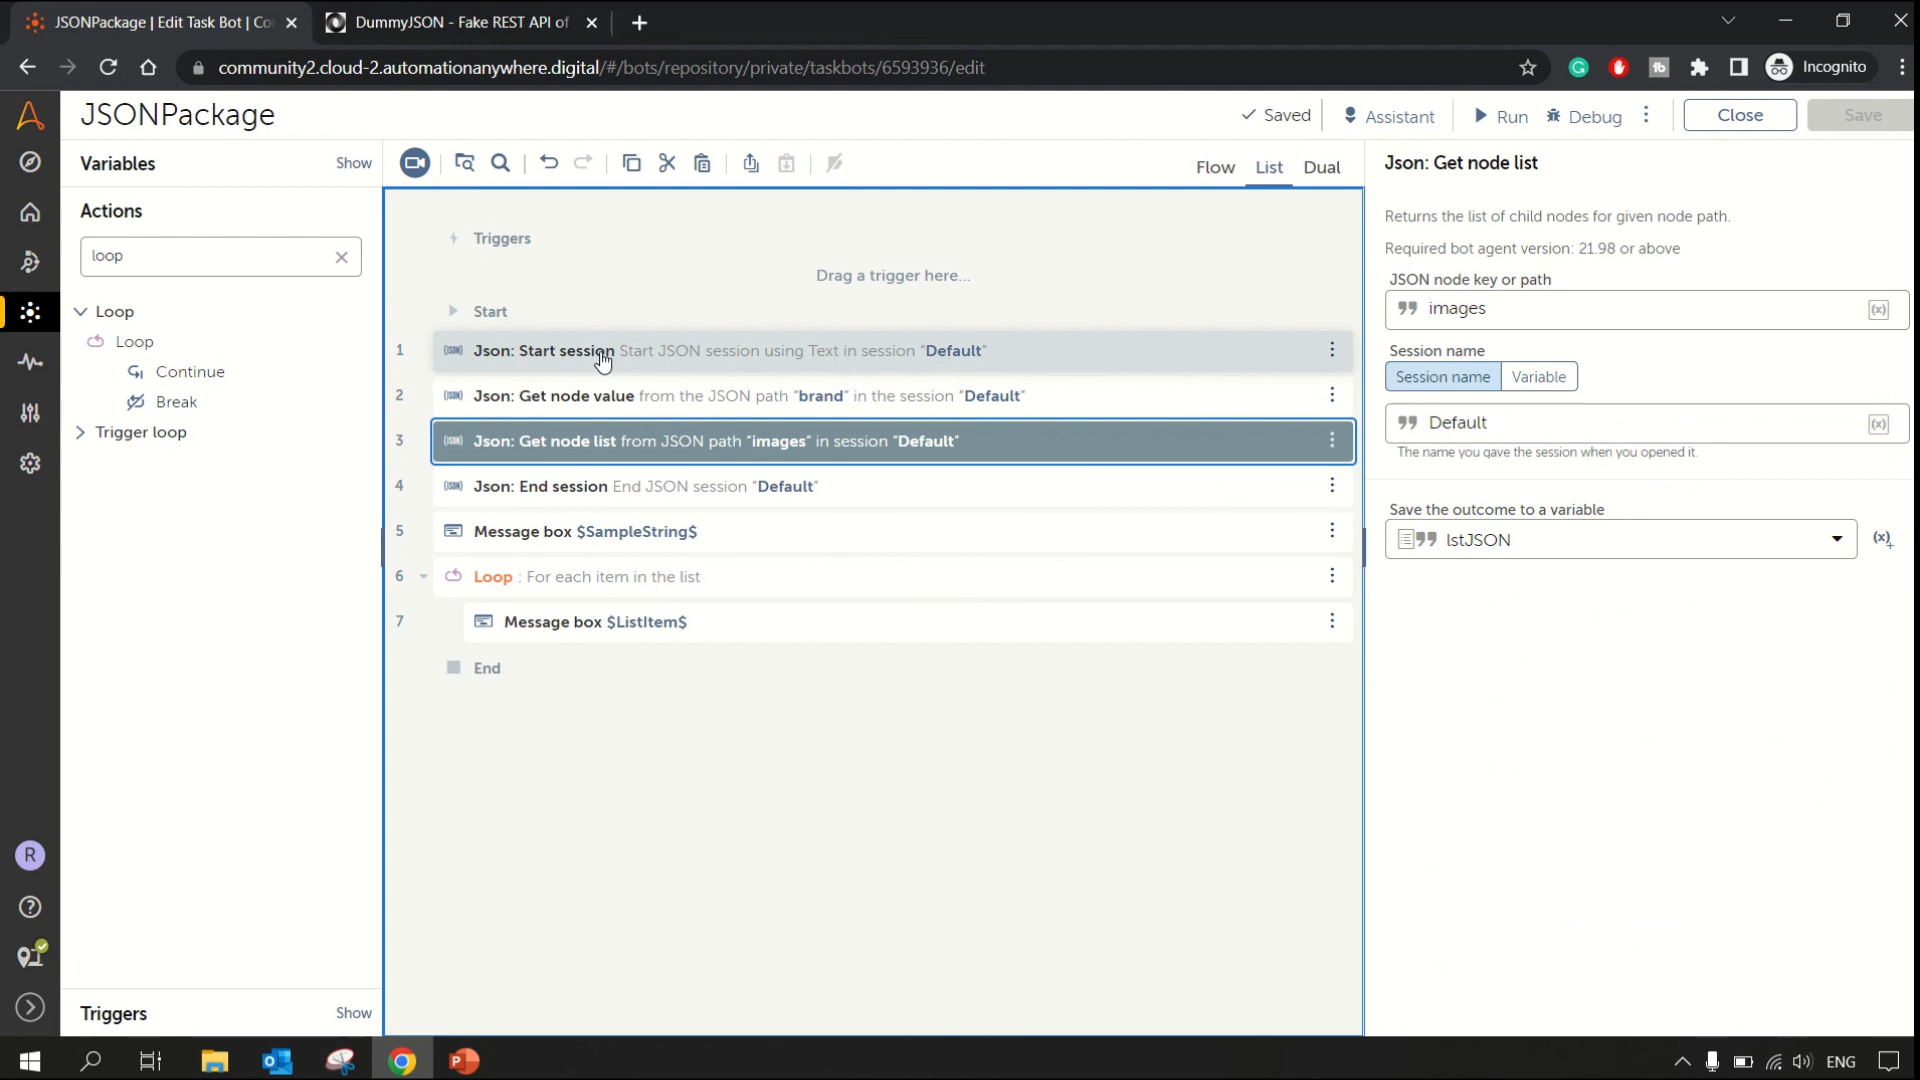 JSONPackage | Edit Task Bot | Co
DummyJSON - Fake REST API of
community2.cloud-2.automationanywhere.digital/#/bots/repository/private/taskbots/6593936/edit
Incognito
JSONPackage
Saved
Assistant
Run
Debug
Close
Save
Variables
Show
Flow
List
Dual
Actions
loop
Loop
Loop
Continue
Break
Trigger loop
Triggers
Show
Triggers
Drag a trigger here...
Start
1 Json: Start session Start JSON session using Text in session "Default"
2 Json: Get node value from the JSON path "brand" in the session "Default"
3 Json: Get node list from JSON path "images" in session "Default"
4 Json: End session End JSON session "Default"
5 Message box $SampleString$
6 Loop : For each item in the list
7 Message box $ListItem$
End
Json: Get node list
Returns the list of child nodes for given node path.
Required bot agent version: 21.98 or above
JSON node key or path
images
(x)
Session name
Session name
Variable
Default
(x)
The name you gave the session when you opened it.
Save the outcome to a variable
lstJSON
(x)+
R
ENG